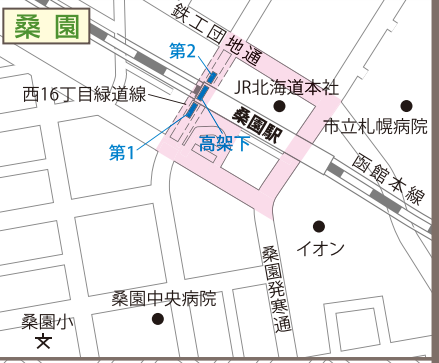 桑園
鉄工団地通
第2
西16丁目緑道線
JR北海道本社
桑園駅
市立札幌病院
第1
高架下
函館本線
イオン
桑園発寒通
桑園中央病院
桑園小
文